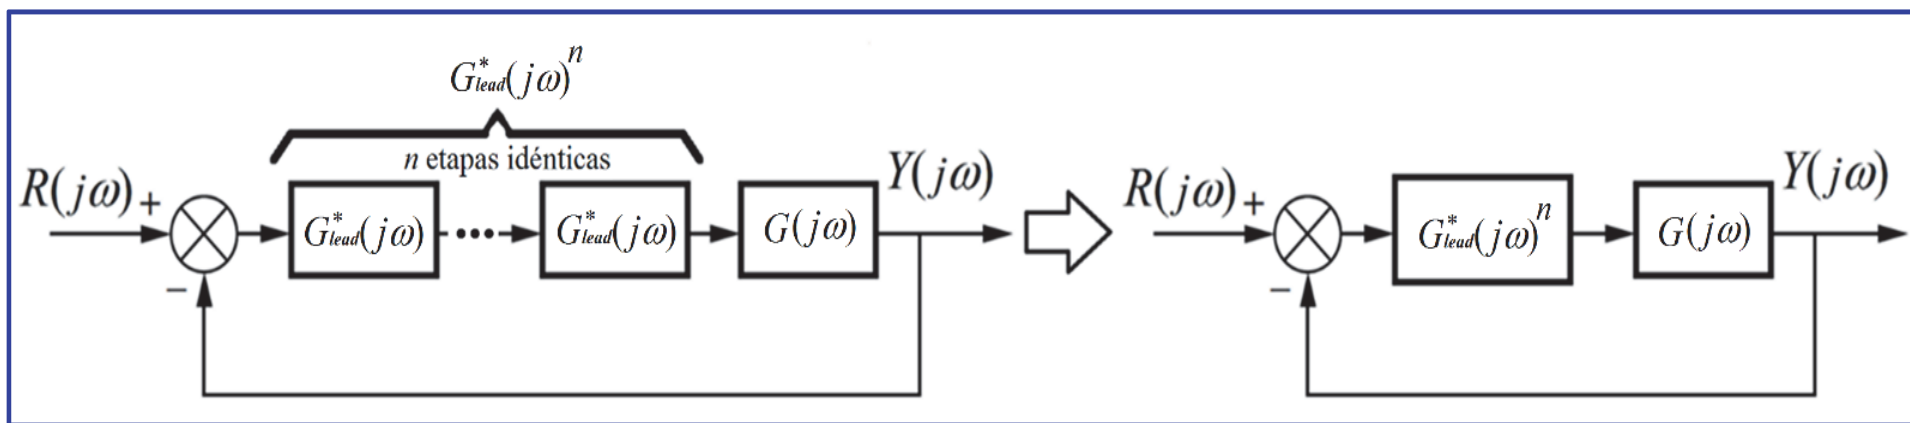 G*lead(jω)^n
n etapas idénticas
R(jω) +
G*lead(jω)
G*lead(jω)
G(jω)
Y(jω)
−
R(jω) +
G*lead(jω)^n
G(jω)
Y(jω)
−